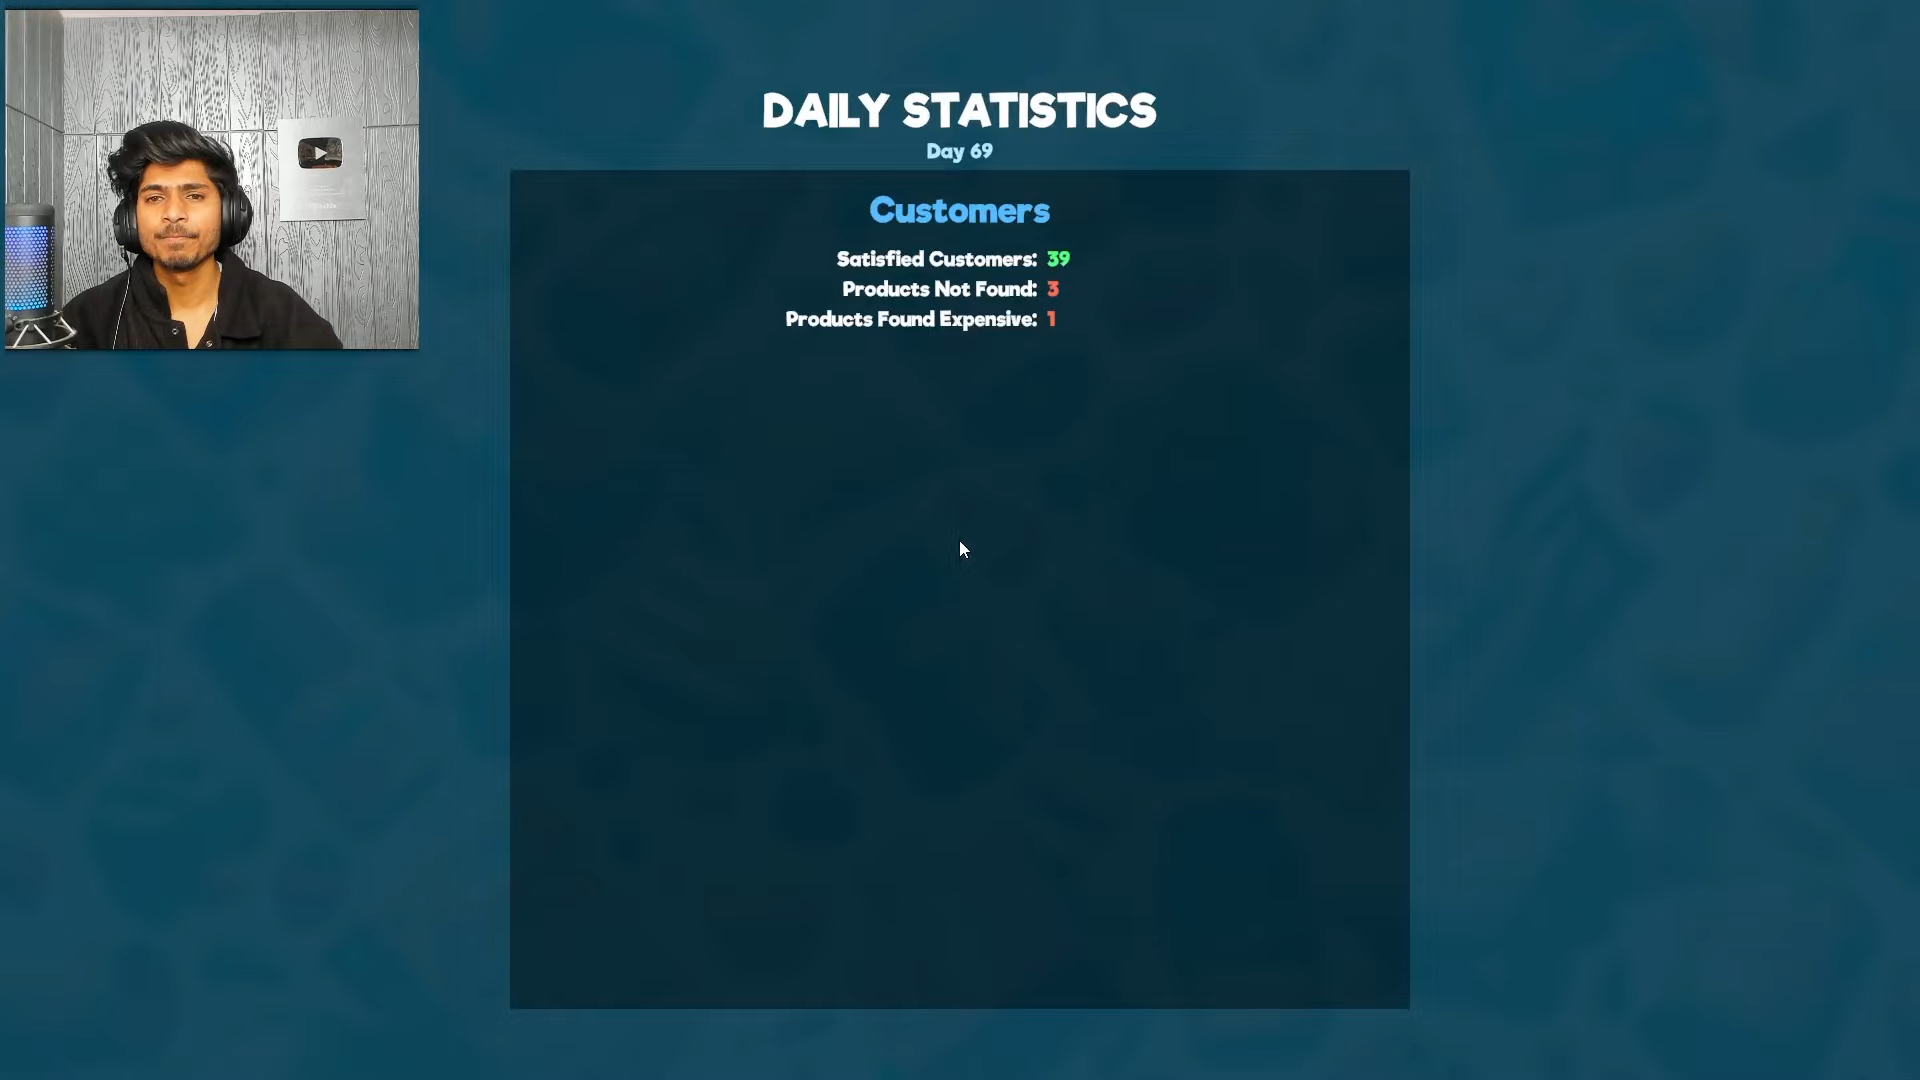 DAILY STATISTICS
Day 69
Customers
Satisfied Customers: 39
Products Not Found: 3
Products Found Expensive: 1